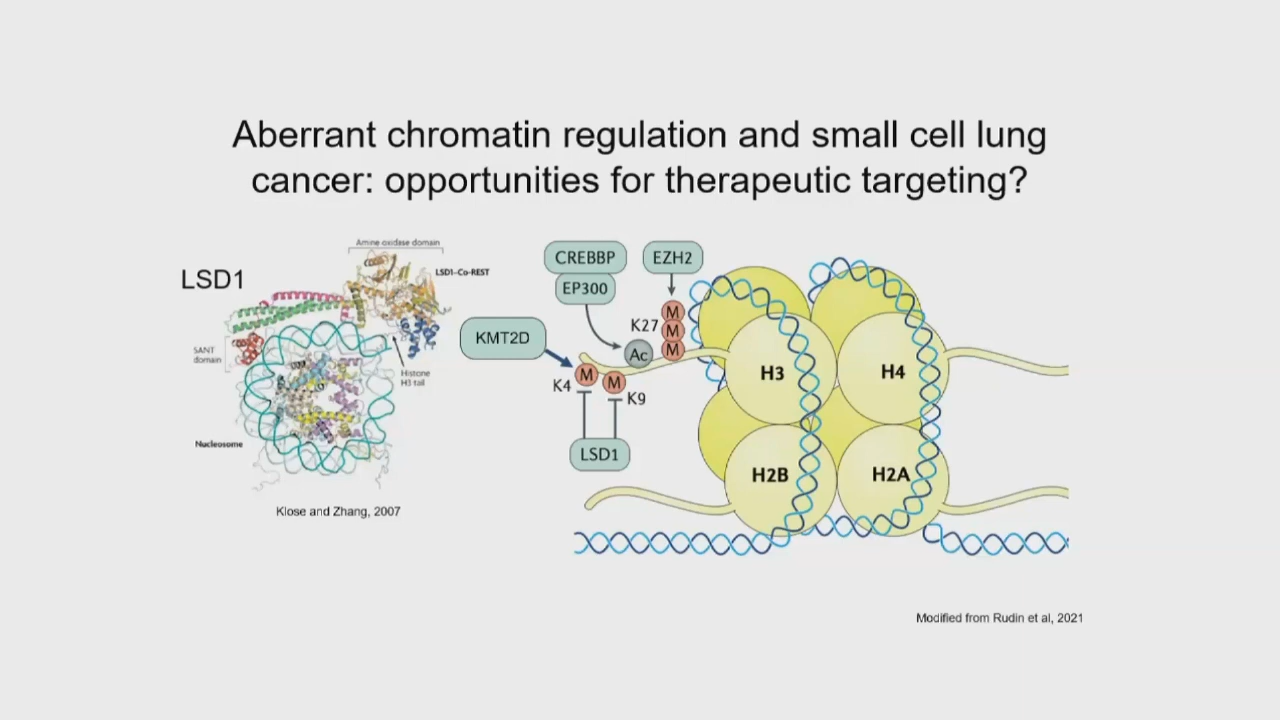 Aberrant chromatin regulation and small cell lung
cancer: opportunities for therapeutic targeting?
LSD1
Amine oxidase domain
LSD1–Co-REST
SANT
domain
Histone
H3 tail
Nucleosome
Klose and Zhang, 2007
CREBBP
EP300
EZH2
KMT2D
K27
M
M
M
Ac
K4
M
M
K9
LSD1
H3
H4
H2B
H2A
Modified from Rudin et al, 2021